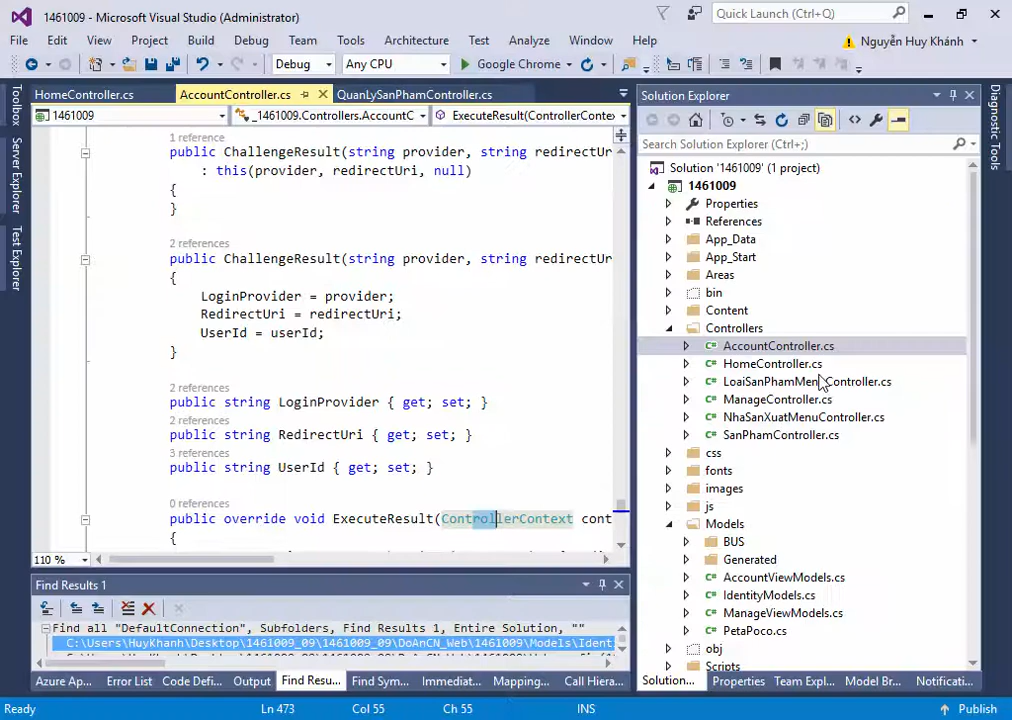 1461009 - Microsoft Visual Studio (Administrator)
Quick Launch (Ctrl+Q)
File Edit View Project Build Debug Team Tools Architecture Test Analyze Window Help
Nguyễn Huy Khánh
Debug Any CPU Google Chrome
Toolbox
Server Explorer
Test Explorer
HomeController.cs AccountController.cs QuanLySanPhamController.cs
1461009 _1461009.Controllers.AccountC ExecuteResult(ControllerContex
1 reference
public ChallengeResult(string provider, string redirectUr
: this(provider, redirectUri, null)
{
}
2 references
public ChallengeResult(string provider, string redirectUr
{
LoginProvider = provider;
RedirectUri = redirectUri;
UserId = userId;
}
2 references
public string LoginProvider { get; set; }
2 references
public string RedirectUri { get; set; }
3 references
public string UserId { get; set; }
0 references
public override void ExecuteResult(ControllerContext cont
{
110 %
Find Results 1
Find all "DefaultConnection", Subfolders, Find Results 1, Entire Solution, ""
C:\Users\HuyKhanh\Desktop\1461009_09\1461009_09\DoAnCN_Web\1461009\Models\Ident
Azure Ap... Error List Code Defi... Output Find Resu... Find Sym... Immediat... Mapping... Call Hiera...
Solution Explorer
Search Solution Explorer (Ctrl+;)
Solution '1461009' (1 project)
1461009
Properties
References
App_Data
App_Start
Areas
bin
Content
Controllers
AccountController.cs
HomeController.cs
LoaiSanPhamMenuController.cs
ManageController.cs
NhaSanXuatMenuController.cs
SanPhamController.cs
css
fonts
images
js
Models
BUS
Generated
AccountViewModels.cs
IdentityModels.cs
ManageViewModels.cs
PetaPoco.cs
obj
Scripts
Solution... Properties Team Expl... Model Br... Notificati...
Diagnostic Tools
Ready Ln 473 Col 55 Ch 55 INS Publish